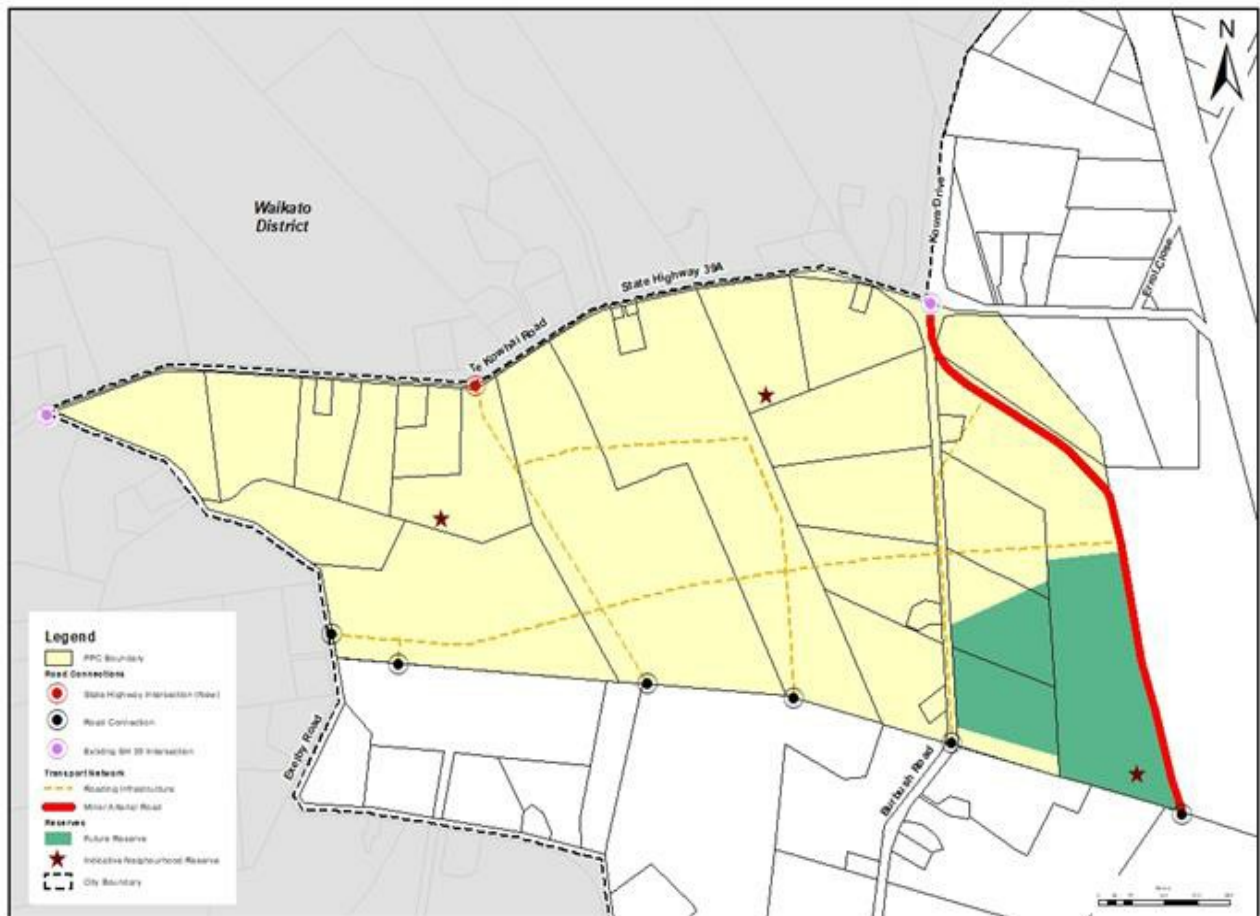 N
Waikato
District
Koura Drive
Errol Close
State Highway 39A
Te Kowhai Road
Exelby Road
Burbush Road
Legend
PPC Boundary
Road Connections
State Highway Intersection (New)
Road Connection
Existing SH 39 Intersection
Transport Network
Roading Infrastructure
Minor Arterial Road
Reserves
Future Reserve
Indicative Neighbourhood Reserve
City Boundary